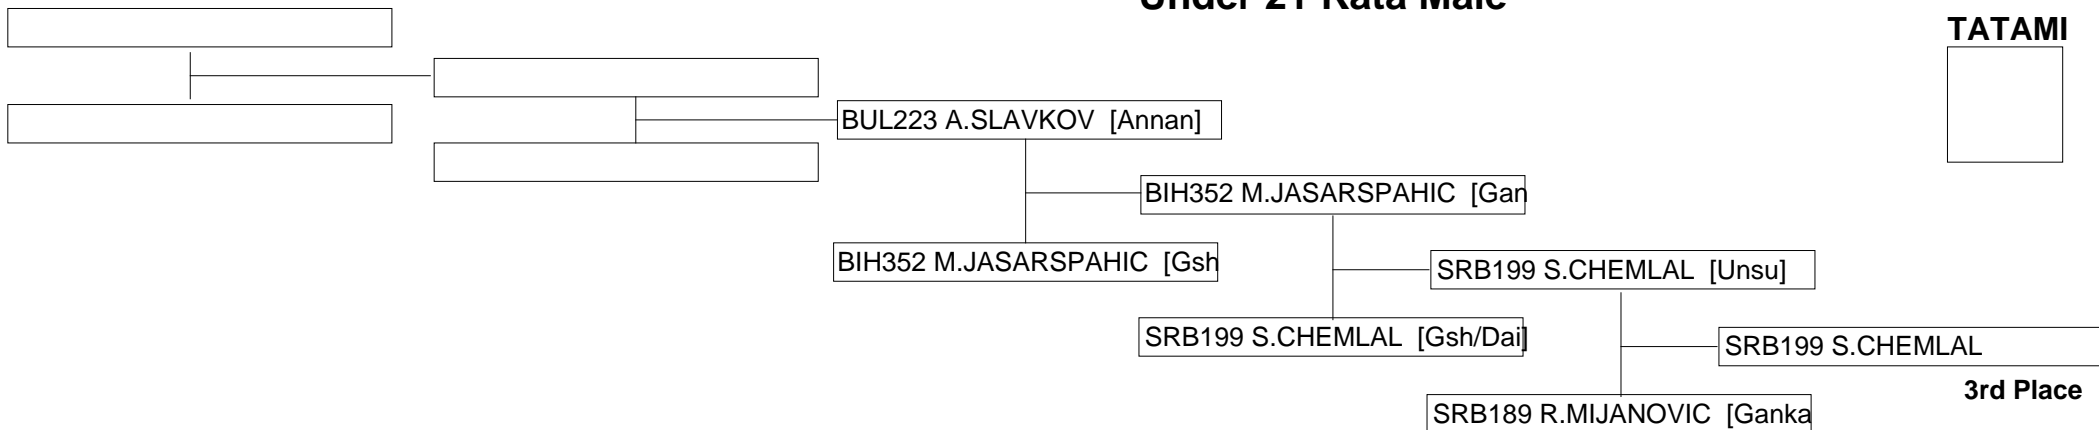 Under 21 Kata Male
TATAMI
BUL223 A.SLAVKOV [Annan]
BIH352 M.JASARSPAHIC [Gan
BIH352 M.JASARSPAHIC [Gsh
SRB199 S.CHEMLAL [Unsu]
SRB199 S.CHEMLAL [Gsh/Dai]
SRB199 S.CHEMLAL
3rd Place
SRB189 R.MIJANOVIC [Ganka